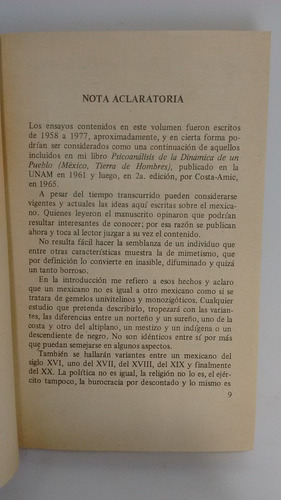 NOTA ACLARATORIA
Los ensayos contenidos en este volumen fueron escritos
de 1958 a 1977, aproximadamente, y en cierta forma po-
drían ser considerados como una continuación de aquellos
incluidos en mi libro Psicoanálisis de la Dinámica de un
Pueblo (México, Tierra de Hombres), publicado en la
UNAM en 1961 y luego, en 2a. edición, por Costa-Amic,
en 1965.
A pesar del tiempo transcurrido pueden considerarse
vigentes y actuales las ideas aquí escritas sobre el mexica-
no. Quienes leyeron el manuscrito opinaron que podrían
resultar interesantes de conocer; por esa razón se publican
ahora y toca al lector juzgar a su vez el contenido.
No resulta fácil hacer la semblanza de un individuo que
entre otras características muestra la de mimetismo, que
por definición lo convierte en inasible, difuminado y quizá
un tanto borroso.
En la introducción me refiero a esos hechos y aclaro
que un mexicano no es igual a otro mexicano como si se
tratara de gemelos univitelinos y monozigóticos. Cualquier
estudio que pretenda describirlo, tropezará con las varian-
tes, las diferencias entre un norteño y un sureño, uno de la
costa y otro del altiplano, un mestizo y un indígena o un
descendiente de negro. No son idénticos entre sí por más
que puedan semejarse en algunos aspectos.
También se hallarán variantes entre un mexicano del
siglo XVI, uno del XVII, del XVIII, del XIX y finalmente
del XX. La política no es igual, la religión no lo es, el ejér-
cito tampoco, la burocracia por descontado y lo mismo es
9